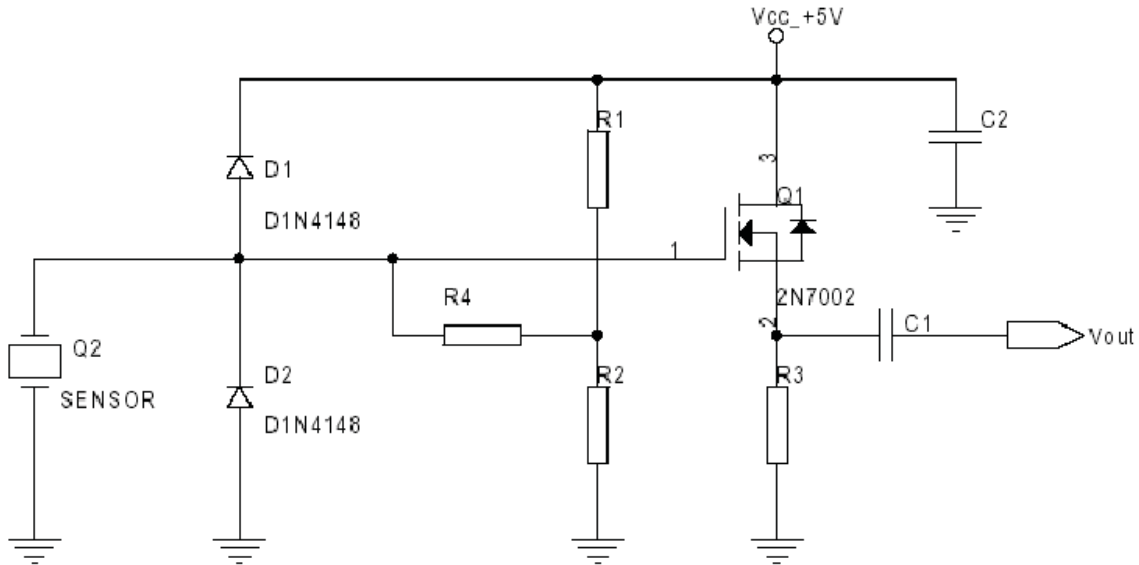 Vcc_+5V
R1
C2
D1
3
Q1
D1N4148
1
R4
2N7002
2
C1
Vout
Q2
D2
R2
R3
SENSOR
D1N4148